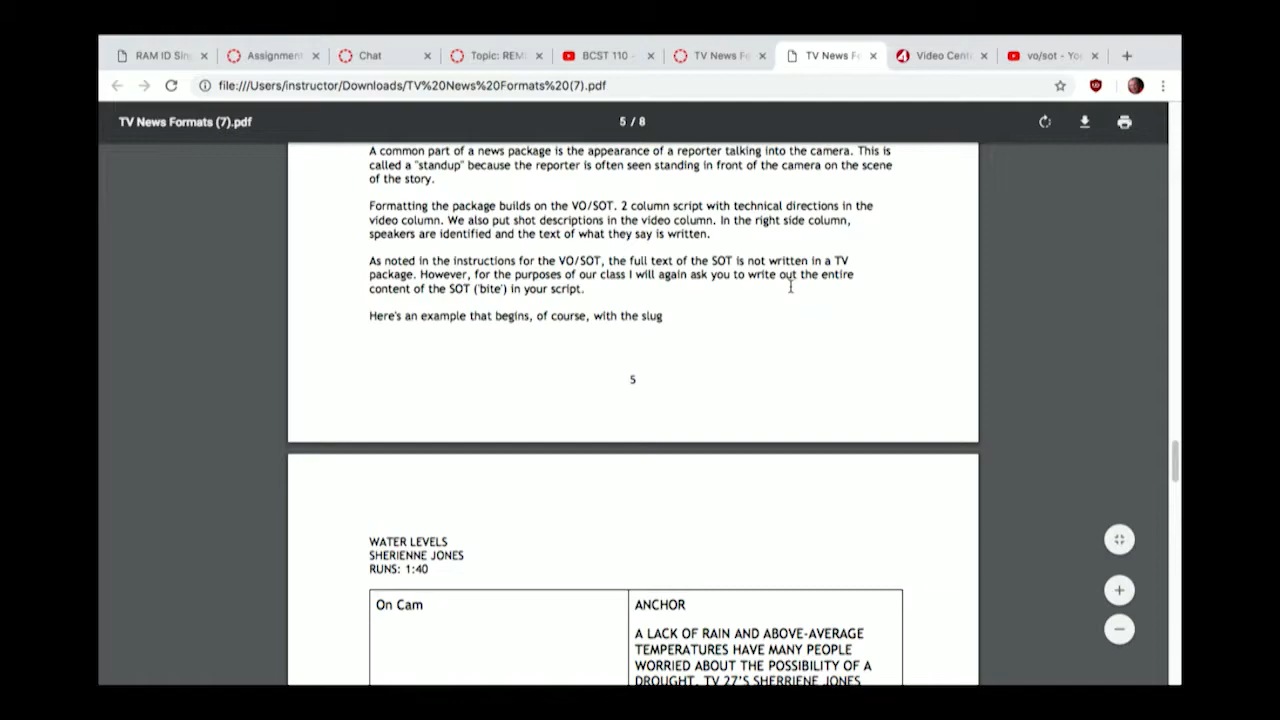 RAM ID Sin
Assignment
Chat
Topic: REM
BCST 110 -
TV News Fo
TV News Fo
Video Cent
vo/sot - Yo
file:///Users/instructor/Downloads/TV%20News%20Formats%20(7).pdf
TV News Formats (7).pdf
5 / 8
A common part of a news package is the appearance of a reporter talking into the camera. This is
called a "standup" because the reporter is often seen standing in front of the camera on the scene
of the story.
Formatting the package builds on the VO/SOT. 2 column script with technical directions in the
video column. We also put shot descriptions in the video column. In the right side column,
speakers are identified and the text of what they say is written.
As noted in the instructions for the VO/SOT, the full text of the SOT is not written in a TV
package. However, for the purposes of our class I will again ask you to write out the entire
content of the SOT ('bite') in your script.
Here's an example that begins, of course, with the slug
5
WATER LEVELS
SHERIENNE JONES
RUNS: 1:40
On Cam
ANCHOR
A LACK OF RAIN AND ABOVE-AVERAGE
TEMPERATURES HAVE MANY PEOPLE
WORRIED ABOUT THE POSSIBILITY OF A
DROUGHT. TV 27'S SHERRIENE JONES